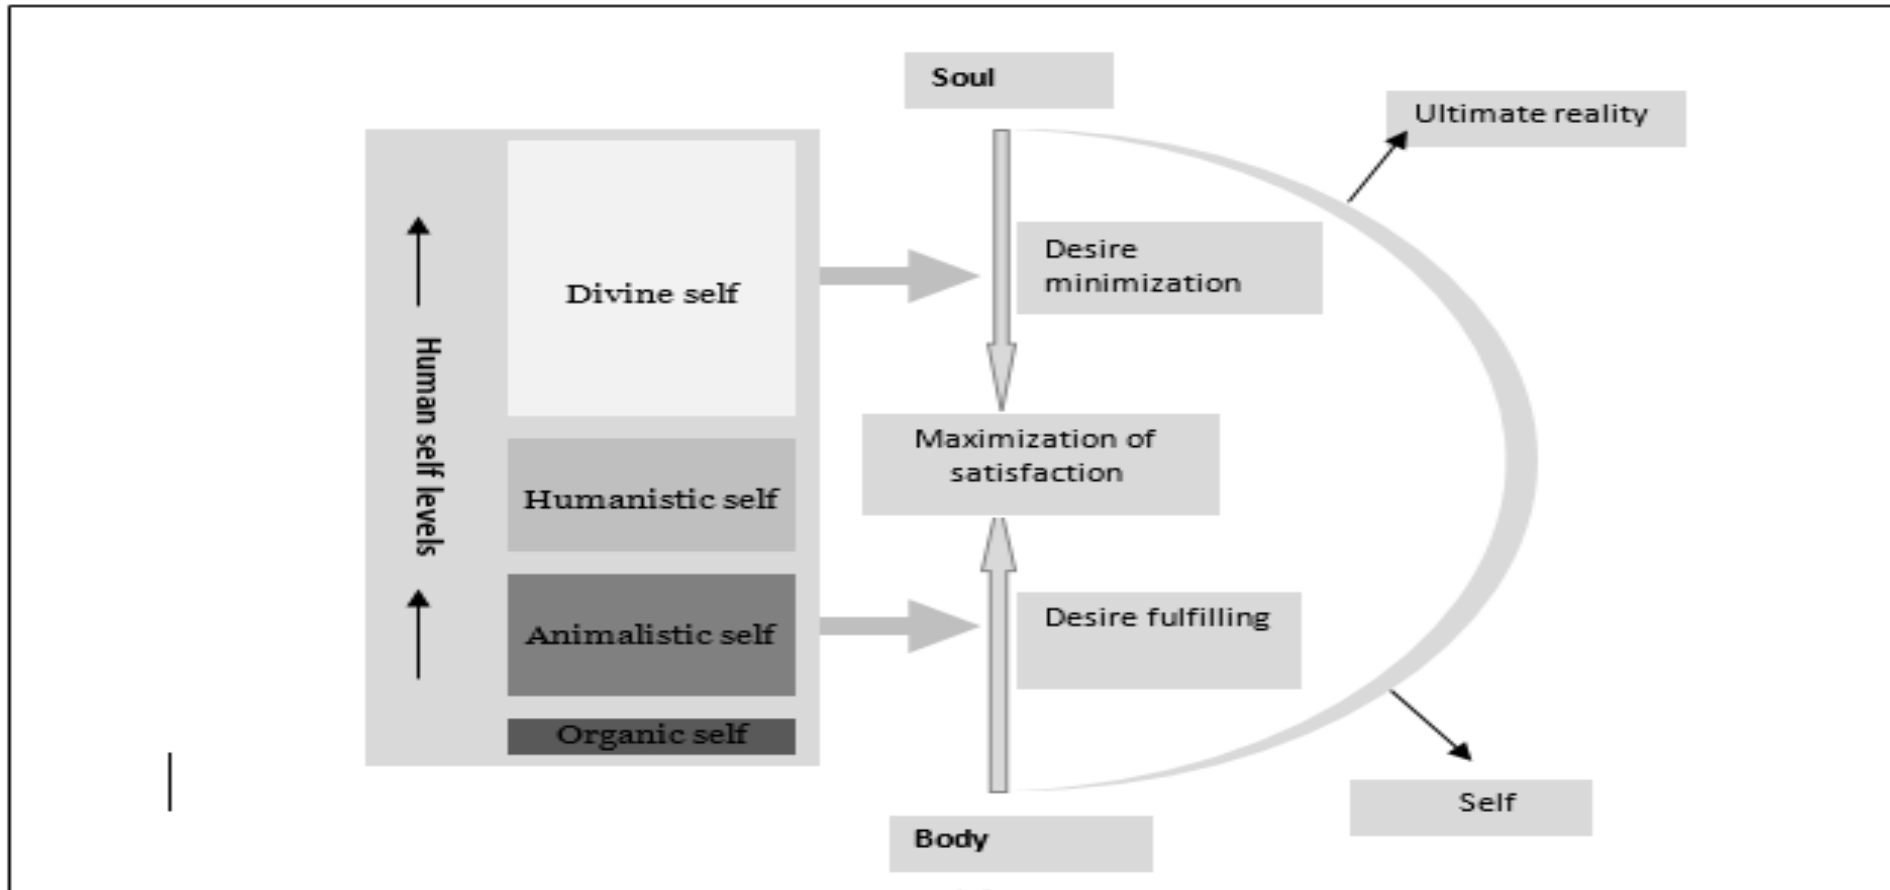 Soul
Ultimate reality
Desire
minimization
Divine self
Human self levels
Maximization of
satisfaction
Humanistic self
Desire fulfilling
Animalistic self
Organic self
Self
Body